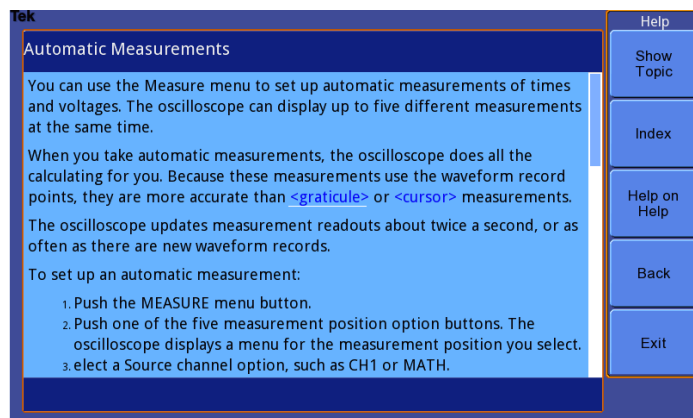 Tek
Automatic Measurements
You can use the Measure menu to set up automatic measurements of times
and voltages. The oscilloscope can display up to five different measurements
at the same time.
When you take automatic measurements, the oscilloscope does all the
calculating for you. Because these measurements use the waveform record
points, they are more accurate than <graticule> or <cursor> measurements.
The oscilloscope updates measurement readouts about twice a second, or as
often as there are new waveform records.
To set up an automatic measurement:
1. Push the MEASURE menu button.
2. Push one of the five measurement position option buttons. The
oscilloscope displays a menu for the measurement position you select.
3. elect a Source channel option, such as CH1 or MATH.
Help
Show
Topic
Index
Help on
Help
Back
Exit